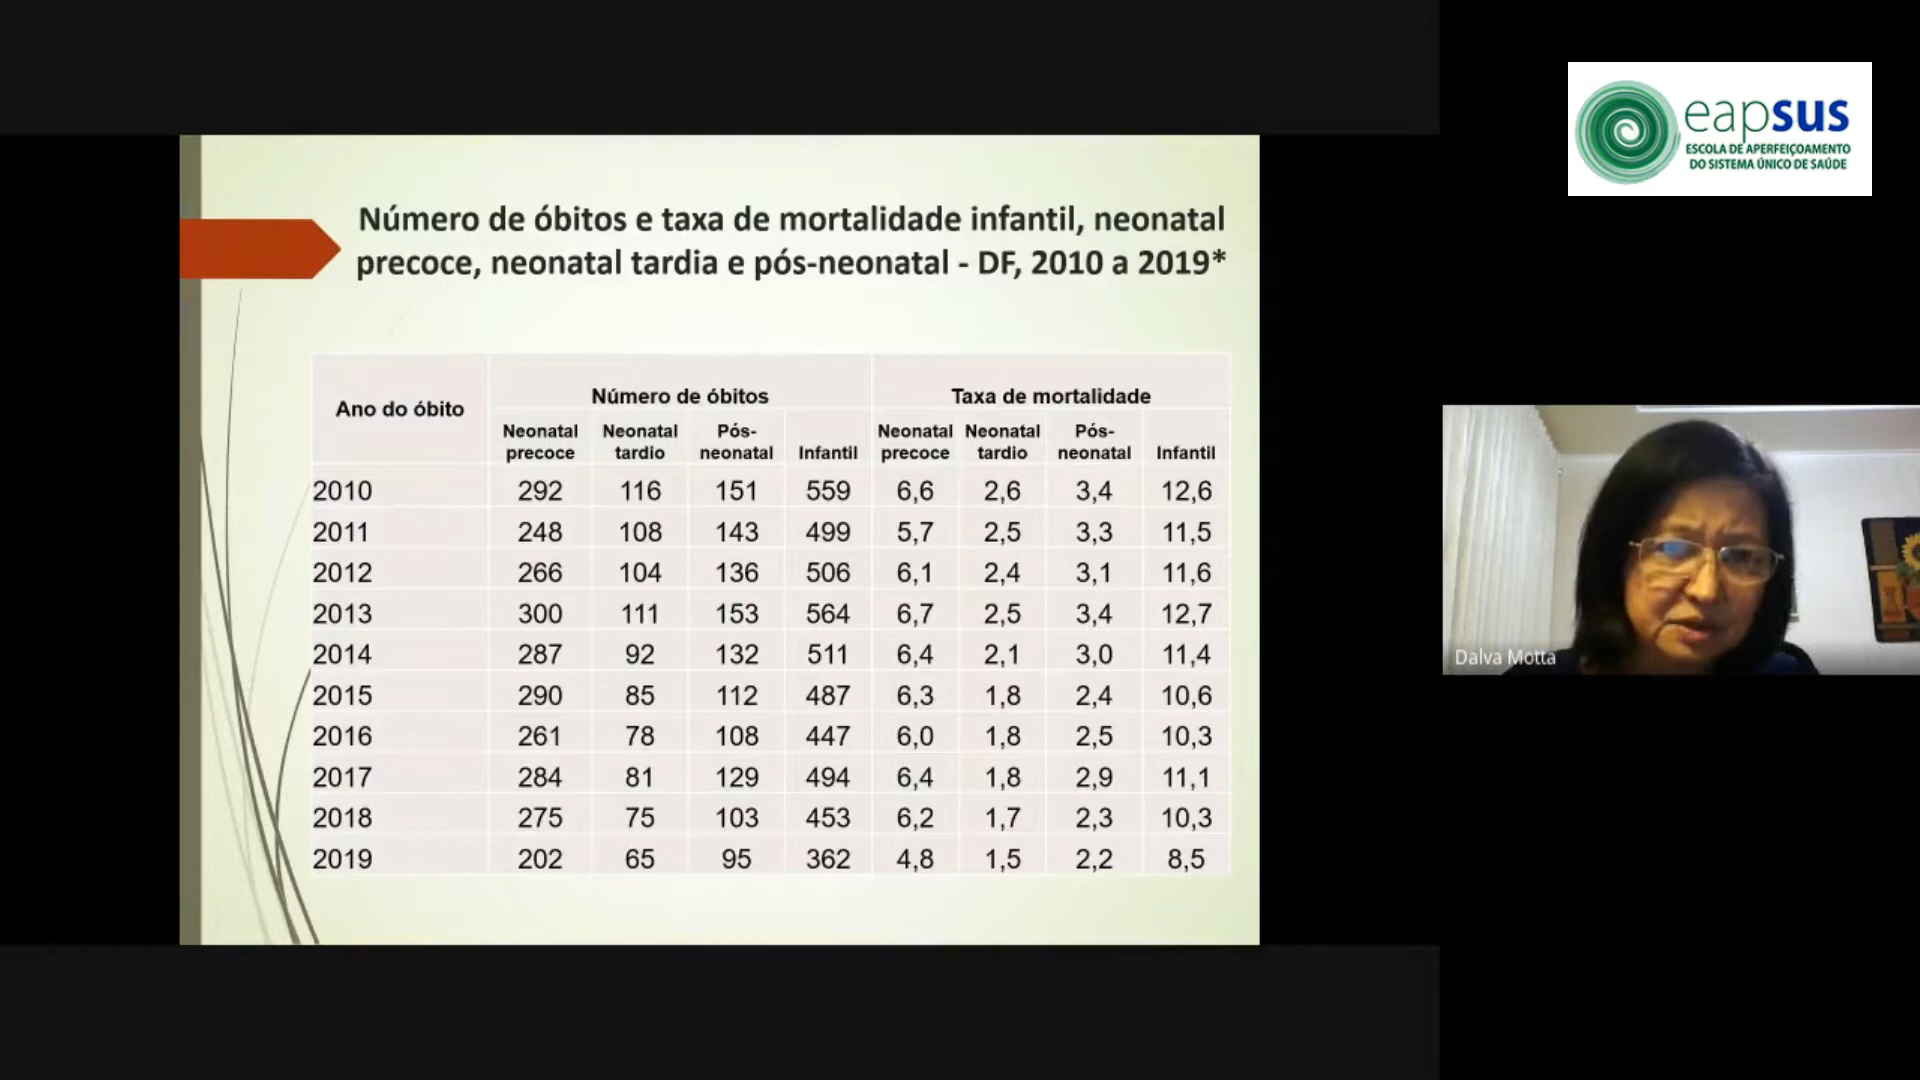 eapsus
ESCOLA DE APERFEIÇOAMENTO
DO SISTEMA ÚNICO DE SAÚDE
Número de óbitos e taxa de mortalidade infantil, neonatal
precoce, neonatal tardia e pós-neonatal - DF, 2010 a 2019*
Ano do óbito Número de óbitos Taxa de mortalidade
Neonatal precoce Neonatal tardio Pós-neonatal Infantil Neonatal precoce Neonatal tardio Pós-neonatal Infantil
2010 292 116 151 559 6,6 2,6 3,4 12,6
2011 248 108 143 499 5,7 2,5 3,3 11,5
2012 266 104 136 506 6,1 2,4 3,1 11,6
2013 300 111 153 564 6,7 2,5 3,4 12,7
2014 287 92 132 511 6,4 2,1 3,0 11,4
2015 290 85 112 487 6,3 1,8 2,4 10,6
2016 261 78 108 447 6,0 1,8 2,5 10,3
2017 284 81 129 494 6,4 1,8 2,9 11,1
2018 275 75 103 453 6,2 1,7 2,3 10,3
2019 202 65 95 362 4,8 1,5 2,2 8,5
Dalva Motta